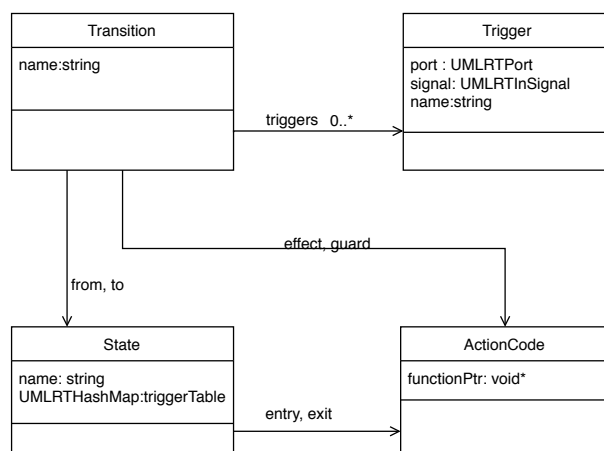 Transition
name:string
Trigger
port : UMLRTPort
signal: UMLRTInSignal
name:string
triggers 0..*
effect, guard
from, to
State
name: string
UMLRTHashMap:triggerTable
ActionCode
functionPtr: void*
entry, exit